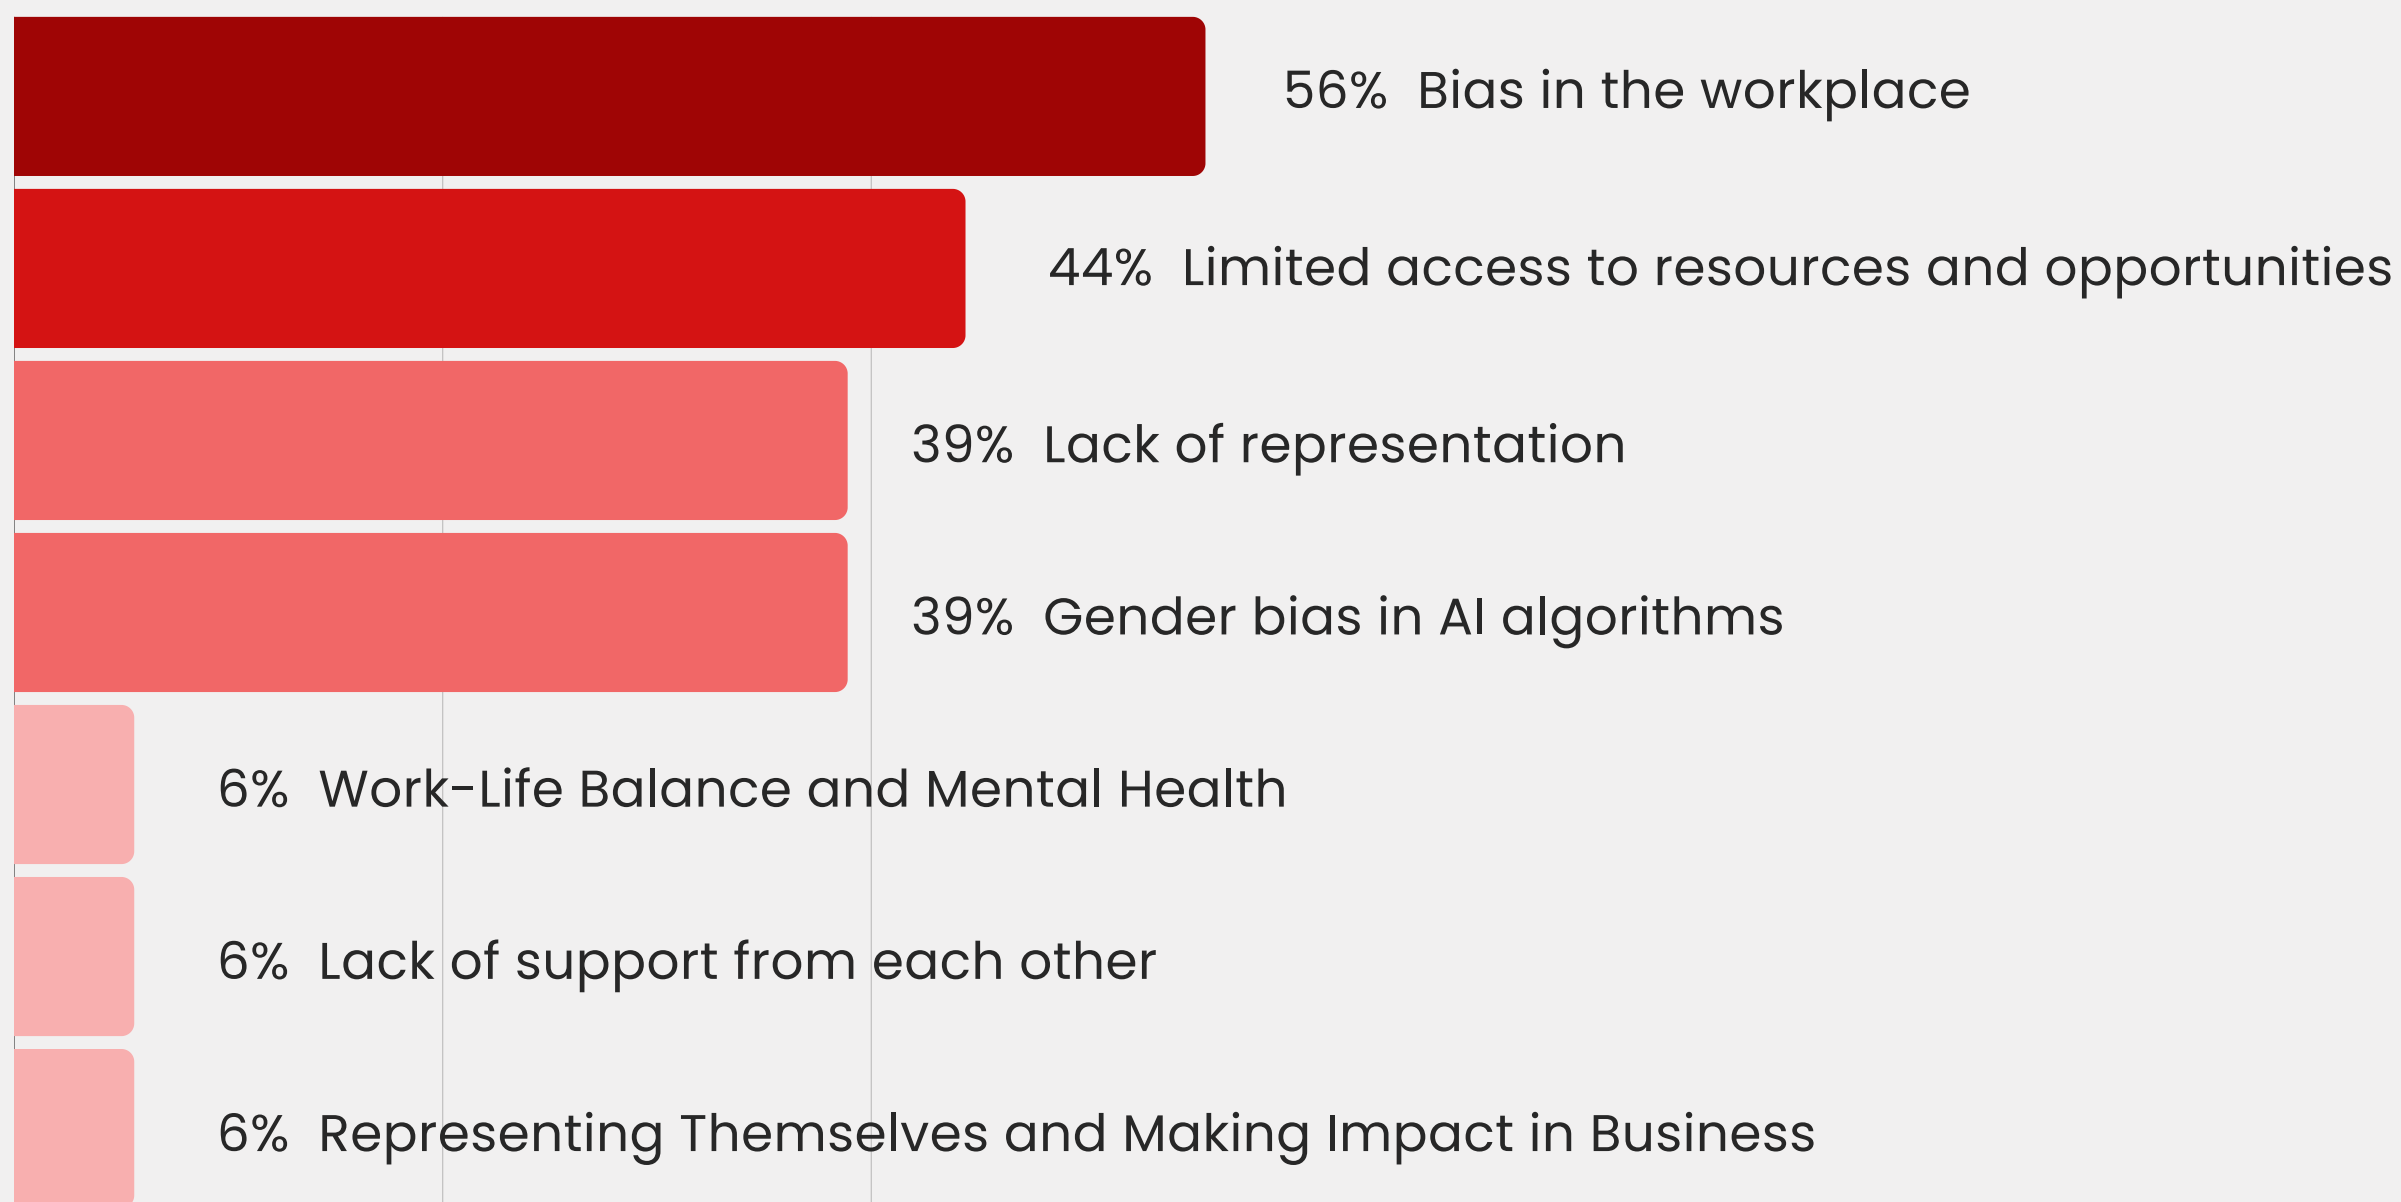 56% Bias in the workplace
44% Limited access to resources and opportunities
39% Lack of representation
39% Gender bias in AI algorithms
6% Work-Life Balance and Mental Health
6% Lack of support from each other
6% Representing Themselves and Making Impact in Business